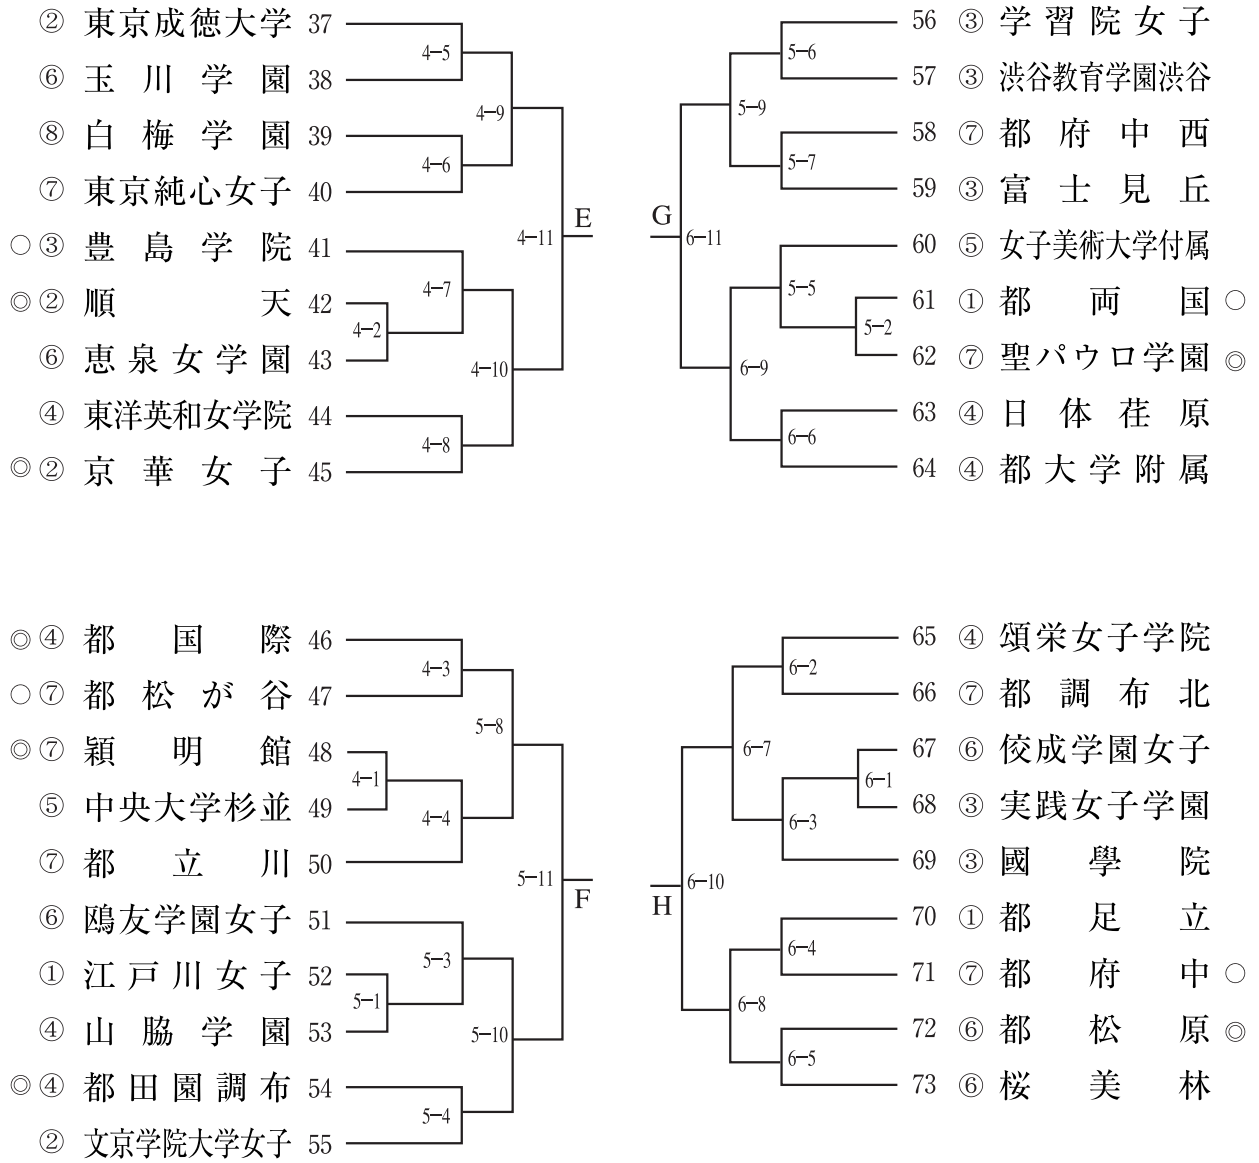 ② 東京成徳大学 37
⑥ 玉川学園 38
⑧ 白梅学園 39
⑦ 東京純心女子 40
○ ③ 豊島学院 41
◎ ② 順天 42
⑥ 恵泉女学園 43
④ 東洋英和女学院 44
◎ ② 京華女子 45
4-5
4-9
4-6
4-11
E
4-7
4-2
4-10
4-8
56 ③ 学習院女子
57 ③ 渋谷教育学園渋谷
58 ⑦ 都府中西
59 ③ 富士見丘
60 ⑤ 女子美術大学付属
61 ① 都両国 ○
62 ⑦ 聖パウロ学園 ◎
63 ④ 日体荏原
64 ④ 都大学附属
5-6
5-9
5-7
G
6-11
5-5
5-2
6-9
6-6
◎ ④ 都国際 46
○ ⑦ 都松が谷 47
◎ ⑦ 穎明館 48
⑤ 中央大学杉並 49
⑦ 都立川 50
⑥ 鴎友学園女子 51
① 江戸川女子 52
④ 山脇学園 53
◎ ④ 都田園調布 54
② 文京学院大学女子 55
4-3
5-8
4-1
4-4
5-11
F
5-3
5-1
5-10
5-4
65 ④ 頌栄女子学院
66 ⑦ 都調布北
67 ⑥ 佼成学園女子
68 ③ 実践女子学園
69 ③ 國學院
70 ① 都足立
71 ⑦ 都府中 ○
72 ⑥ 都松原 ◎
73 ⑥ 桜美林
6-2
6-7
6-1
6-3
6-10
H
6-4
6-8
6-5